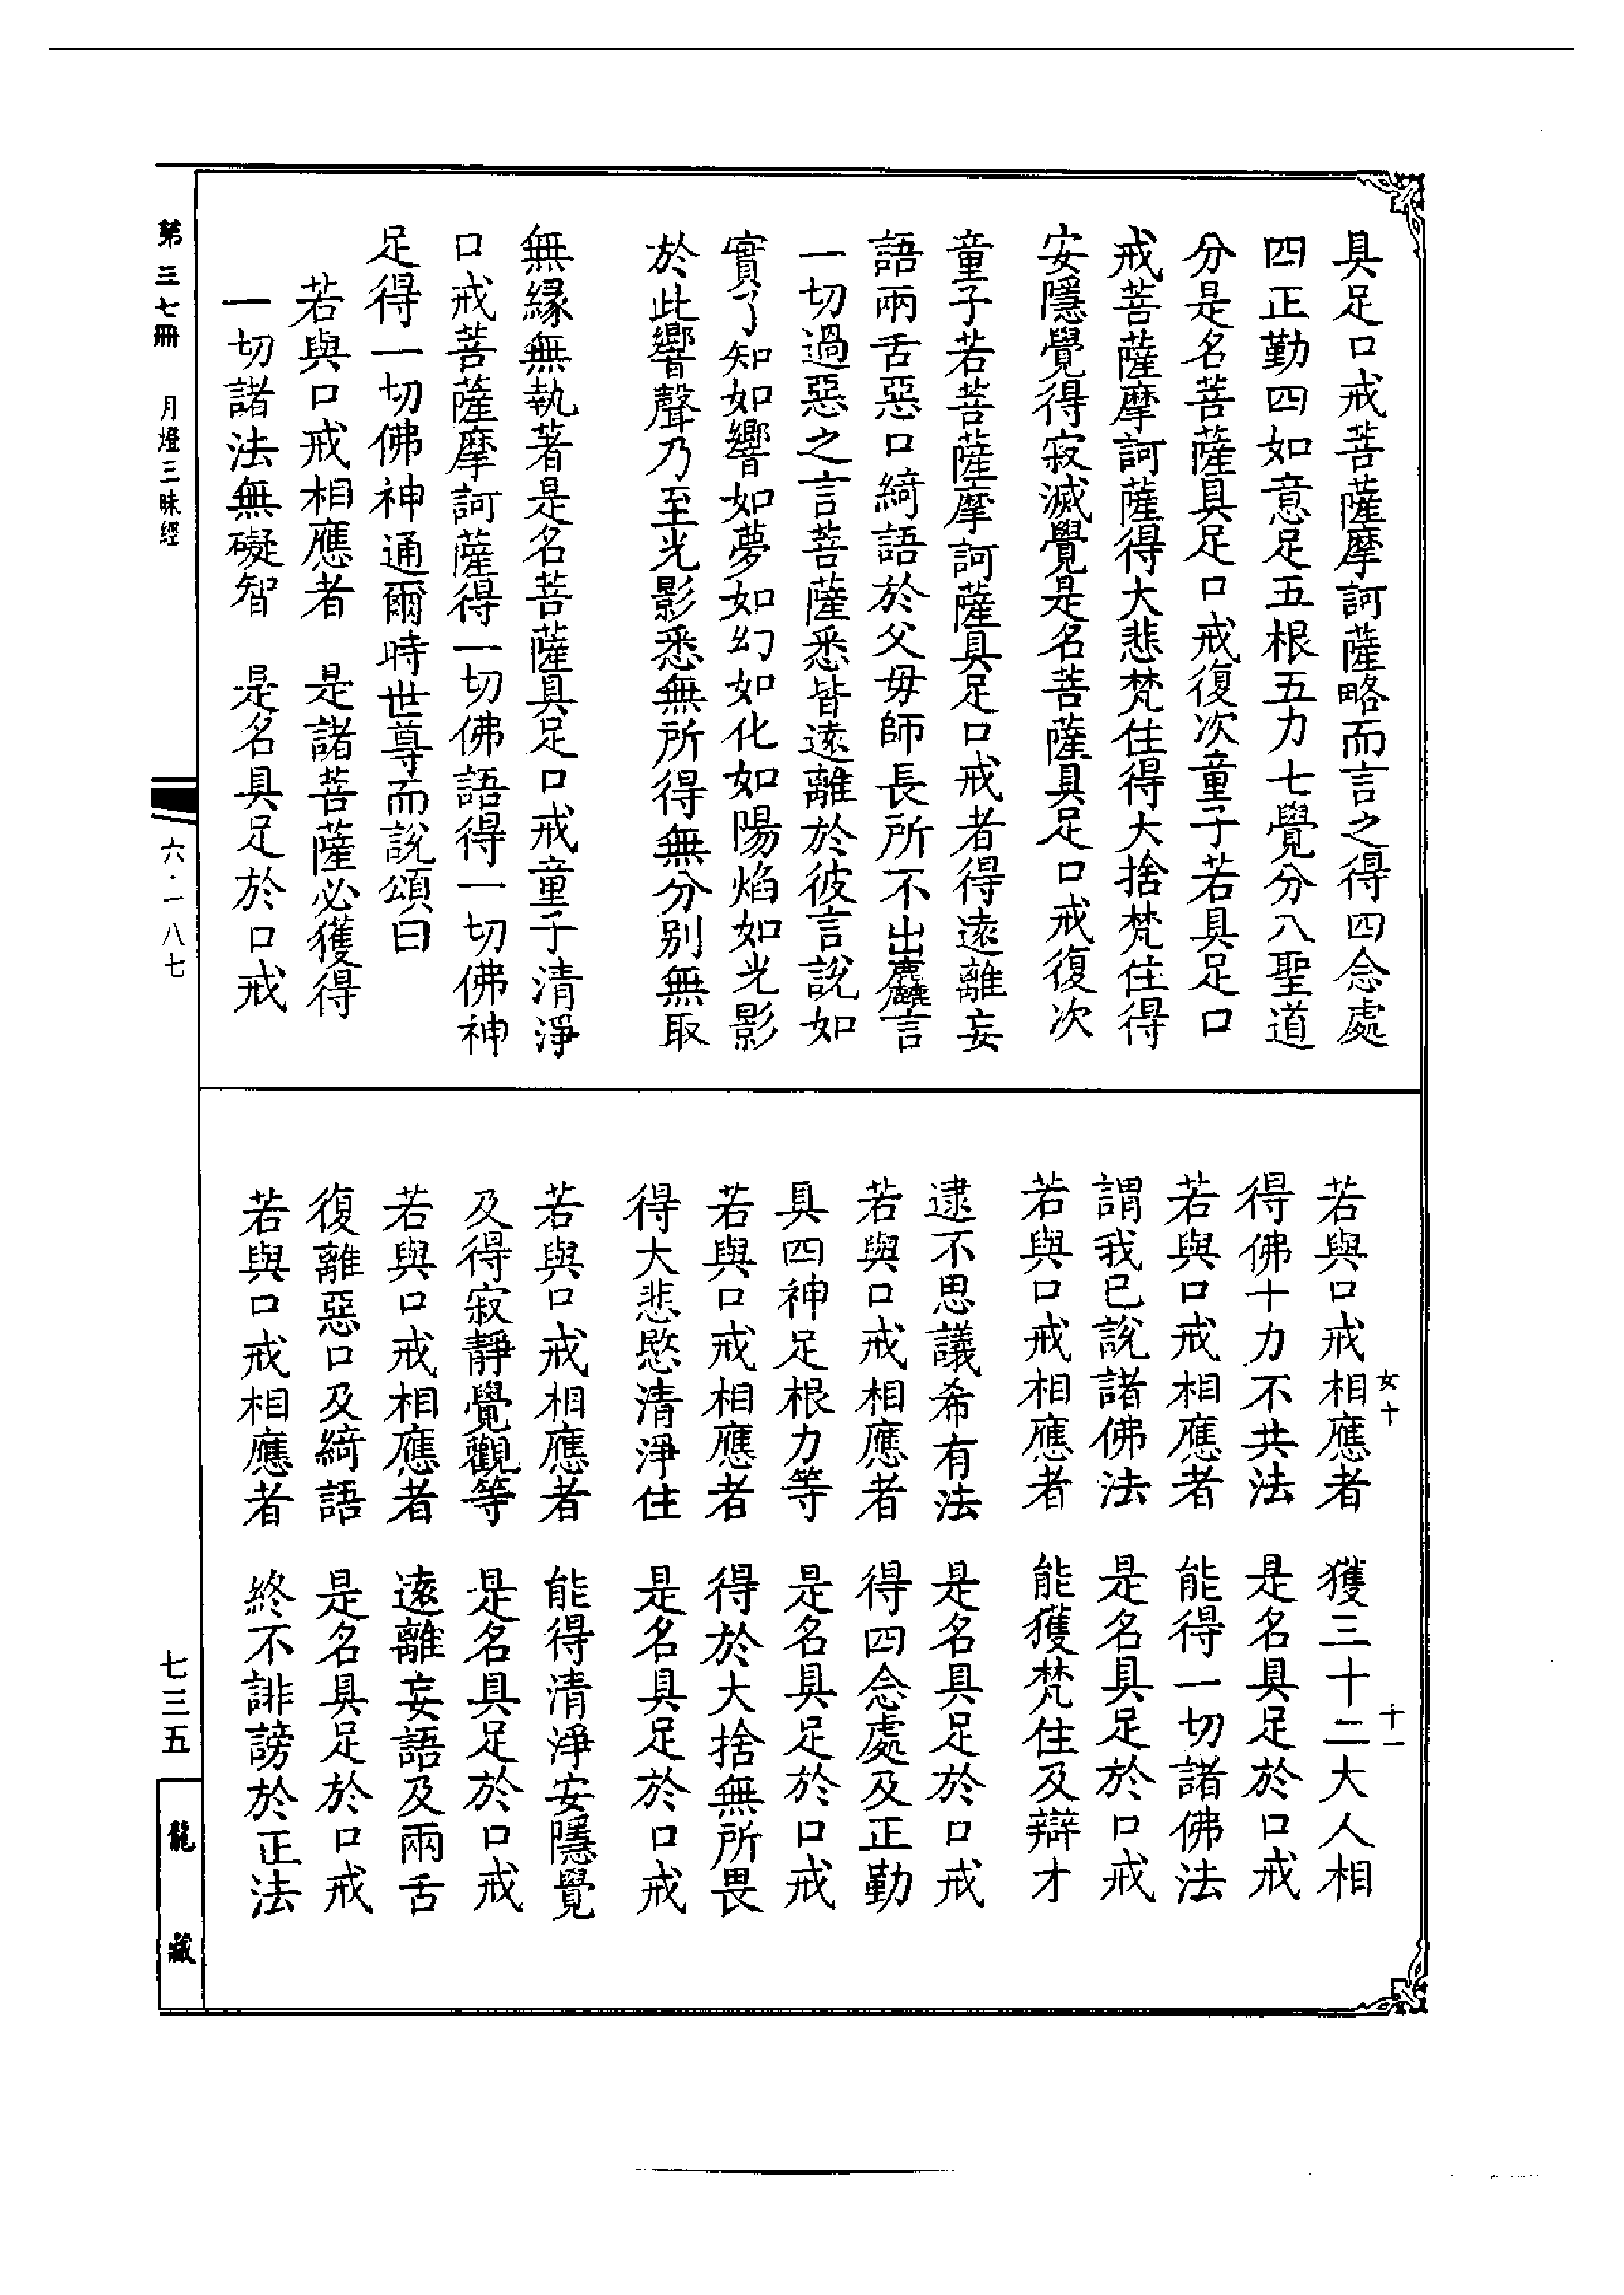 具足口戒菩薩摩訶薩略而言之得四念處
四正勤四如意足五根五力七覺分八聖道
分是名菩薩具足口戒復次童子若具足口
戒菩薩摩訶薩得大悲梵住得大捨梵住得
安隱覺得寂滅覺是名菩薩具足口戒復次
童子若菩薩摩訶薩具足口戒者得遠離妄
語兩舌惡口綺語於父母師長所不出麤言
一切過惡之言菩薩悉皆遠離於彼言說如
實了知如響如夢如幻如化如陽焰如光影
於此響聲乃至光影悉無所得無分別無取
無緣無執著是名菩薩具足口戒童子清淨
口戒菩薩摩訶薩得一切佛語得一切佛神
足得一切佛神通爾時世尊而說頌曰
若與口戒相應者　是諸菩薩必獲得
一切諸法無礙智　是名具足於口戒
若與口戒相應者　獲三十二大人相
得佛十力不共法　是名具足於口戒
若與口戒相應者　能得一切諸佛法
謂我已說諸佛法　是名具足於口戒
若與口戒相應者　能獲梵住及辯才
逮不思議希有法　是名具足於口戒
若與口戒相應者　得四念處及正勤
具四神足根力等　是名具足於口戒
若與口戒相應者　得於大捨無所畏
得大悲愍清淨住　是名具足於口戒
若與口戒相應者　能得清淨安隱覺
及得寂靜覺觀等　是名具足於口戒
若與口戒相應者　遠離妄語及兩舌
復離惡口及綺語　是名具足於口戒
若與口戒相應者　終不誹謗於正法
女十
十一
第三七冊　月燈三昧經
六·一八七
七三五
龍藏